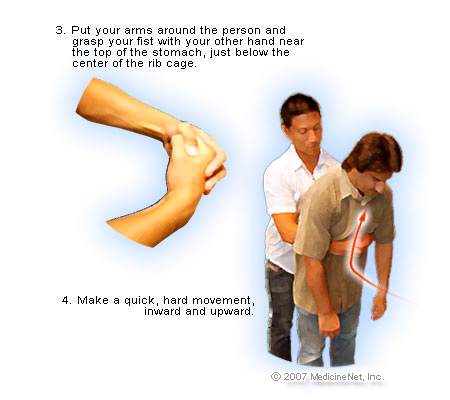 3. Put your arms around the person and
grasp your fist with your other hand near
the top of the stomach, just below the
center of the rib cage.
4. Make a quick, hard movement,
inward and upward.
© 2007 MedicineNet, Inc.